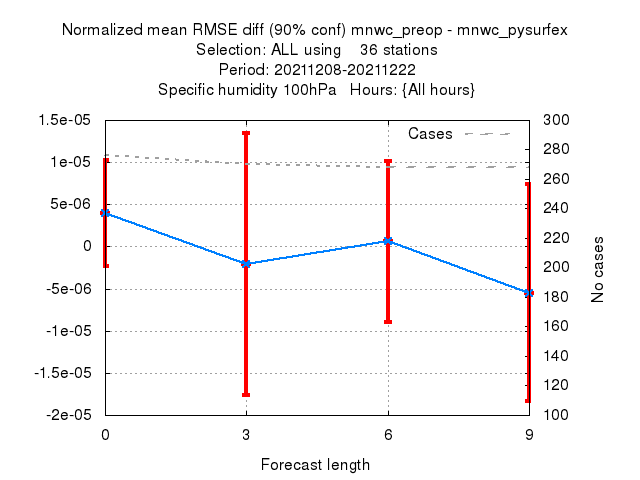 Normalized mean RMSE diff (90% conf) mnwc_preop - mnwc_pysurfex
Selection: ALL using    36 stations
Period: 20211208-20211222
Specific humidity 100hPa   Hours: {All hours}
1.5e-05
1e-05
5e-06
0
-5e-06
-1e-05
-1.5e-05
-2e-05
Cases
300
280
260
240
220
200
180
160
140
120
100
No cases
0 3 6 9
Forecast length